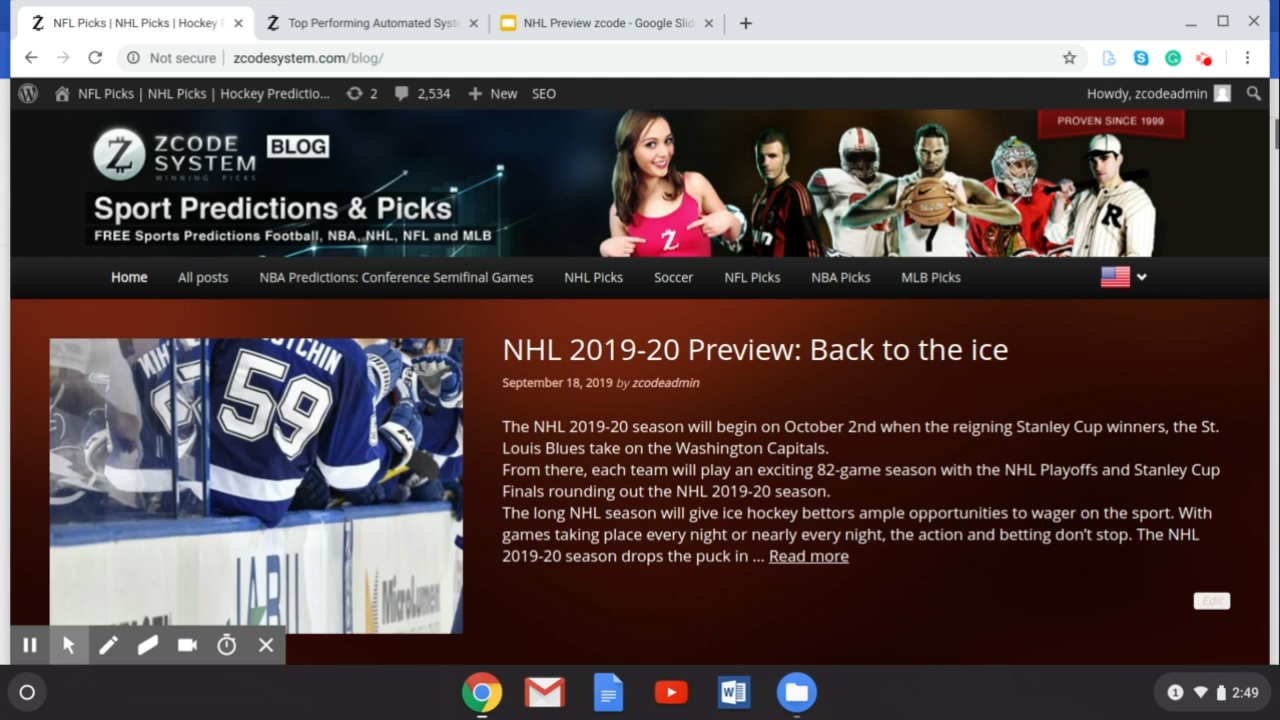 NFL Picks | NHL Picks | Hockey
Top Performing Automated Syst
NHL Preview zcode - Google Slid
Not secure | zcodesystem.com/blog/
NFL Picks | NHL Picks | Hockey Predictio... 2 2,534 New SEO Howdy, zcodeadmin
PROVEN SINCE 1999
ZCODE
SYSTEM
BLOG
WINNING PICKS
Sport Predictions & Picks
FREE Sports Predictions Football, NBA, NHL, NFL and MLB
Z
7
R
Home All posts NBA Predictions: Conference Semifinal Games NHL Picks Soccer NFL Picks NBA Picks MLB Picks
NHL 2019-20 Preview: Back to the ice
September 18, 2019 by zcodeadmin
The NHL 2019-20 season will begin on October 2nd when the reigning Stanley Cup winners, the St.
Louis Blues take on the Washington Capitals.
From there, each team will play an exciting 82-game season with the NHL Playoffs and Stanley Cup
Finals rounding out the NHL 2019-20 season.
The long NHL season will give ice hockey bettors ample opportunities to wager on the sport. With
games taking place every night or nearly every night, the action and betting don't stop. The NHL
2019-20 season drops the puck in ... Read more
Edit
59
1 2:49